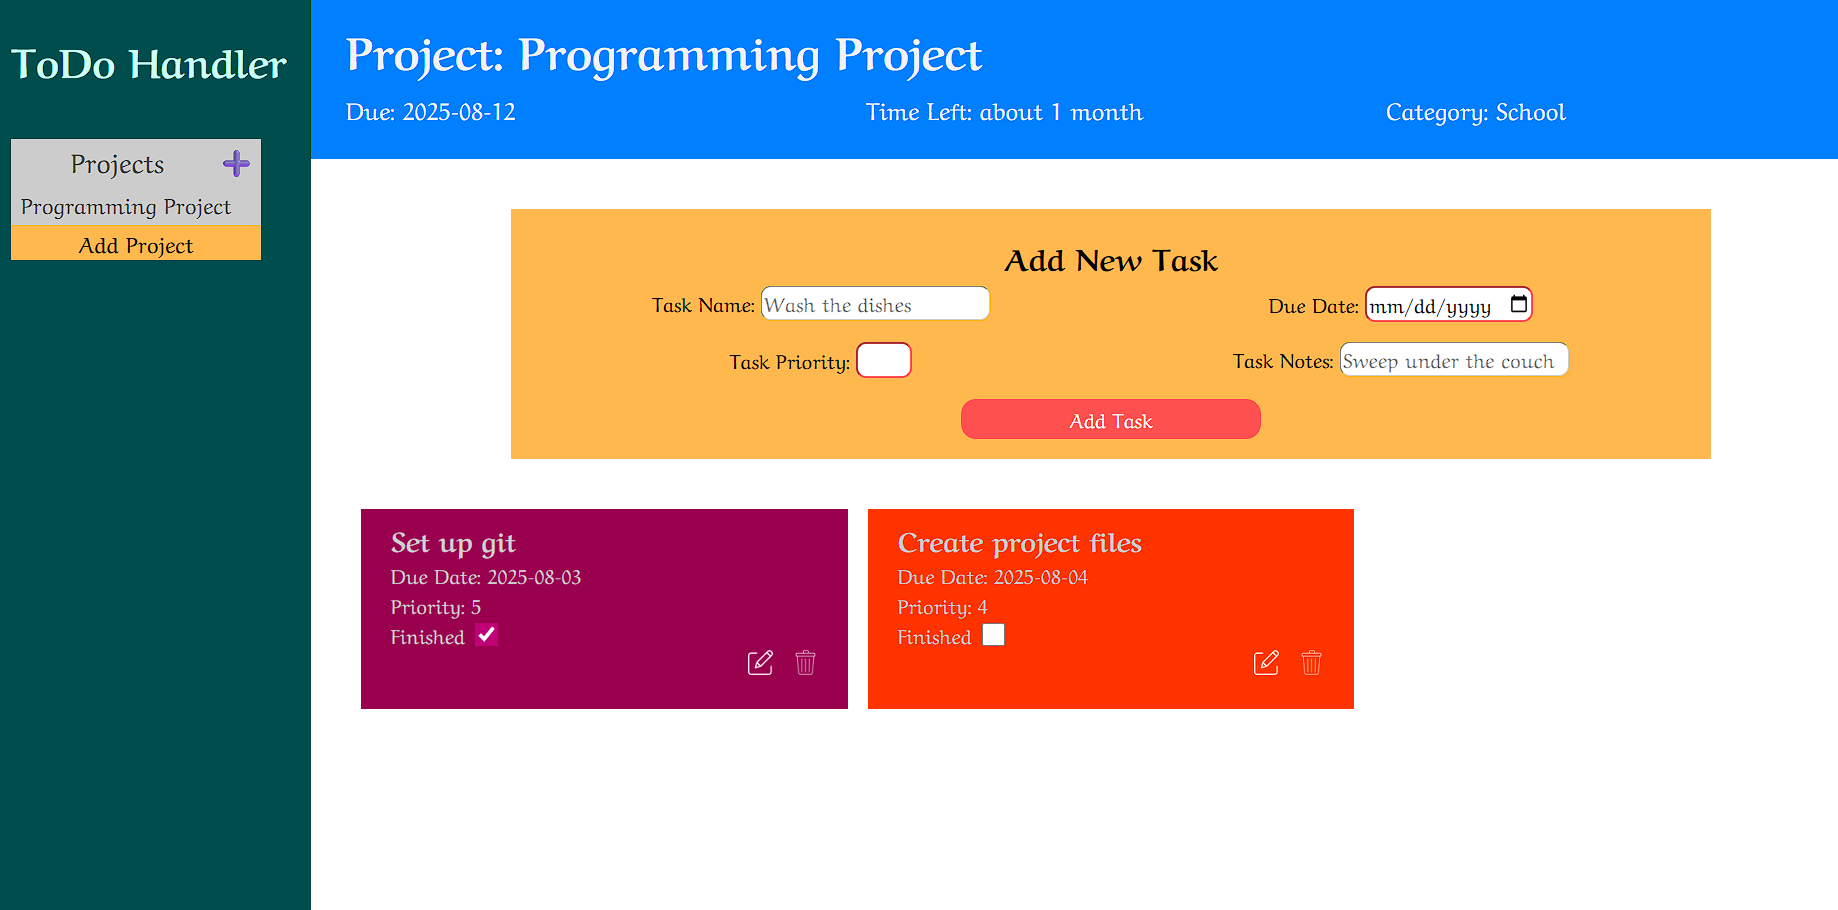 ToDo Handler
Projects
Programming Project
Add Project
Project: Programming Project
Due: 2025-08-12
Time Left: about 1 month
Category: School
Add New Task
Task Name: Wash the dishes
Due Date: mm/dd/yyyy
Task Priority:
Task Notes: Sweep under the couch
Add Task
Set up git
Due Date: 2025-08-03
Priority: 5
Finished
Create project files
Due Date: 2025-08-04
Priority: 4
Finished